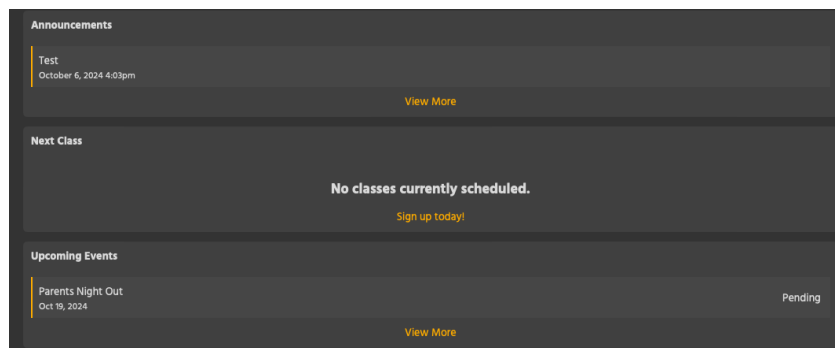 Announcements
Test
October 6, 2024 4:03pm
View More
Next Class
No classes currently scheduled.
Sign up today!
Upcoming Events
Parents Night Out
Pending
Oct 19, 2024
View More